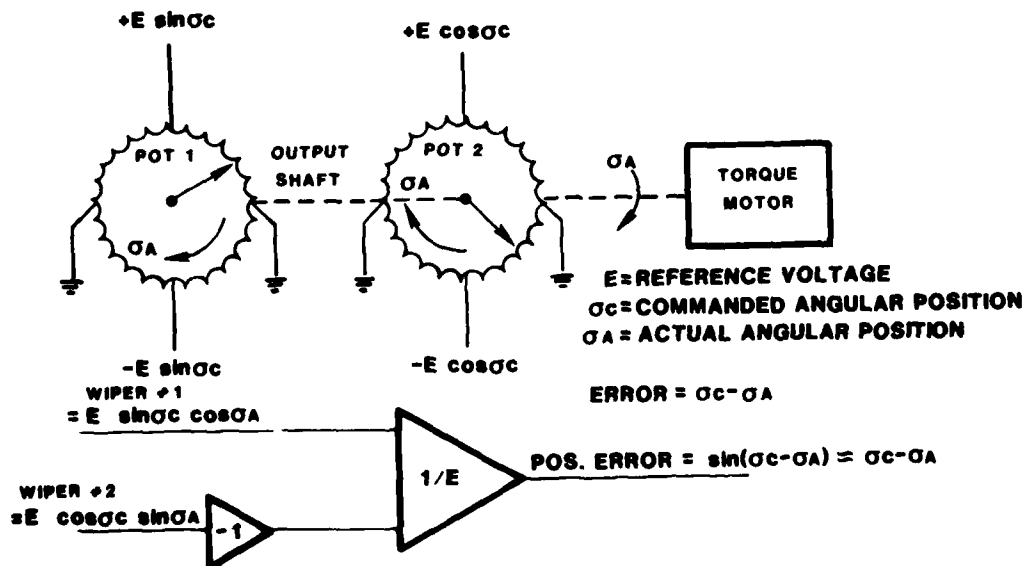 +E sinσc
+E cosσc
POT 1
OUTPUT
SHAFT
POT 2
σA
σA
σA
TORQUE
MOTOR
E=REFERENCE VOLTAGE
σc=COMMANDED ANGULAR POSITION
σA=ACTUAL ANGULAR POSITION
-E sinσc
-E cosσc
WIPER #1
=E sinσc cosσA
ERROR = σc-σA
1/E
POS. ERROR = sin(σc-σA) ≈ σc-σA
WIPER #2
=E cosσc sinσA
-1